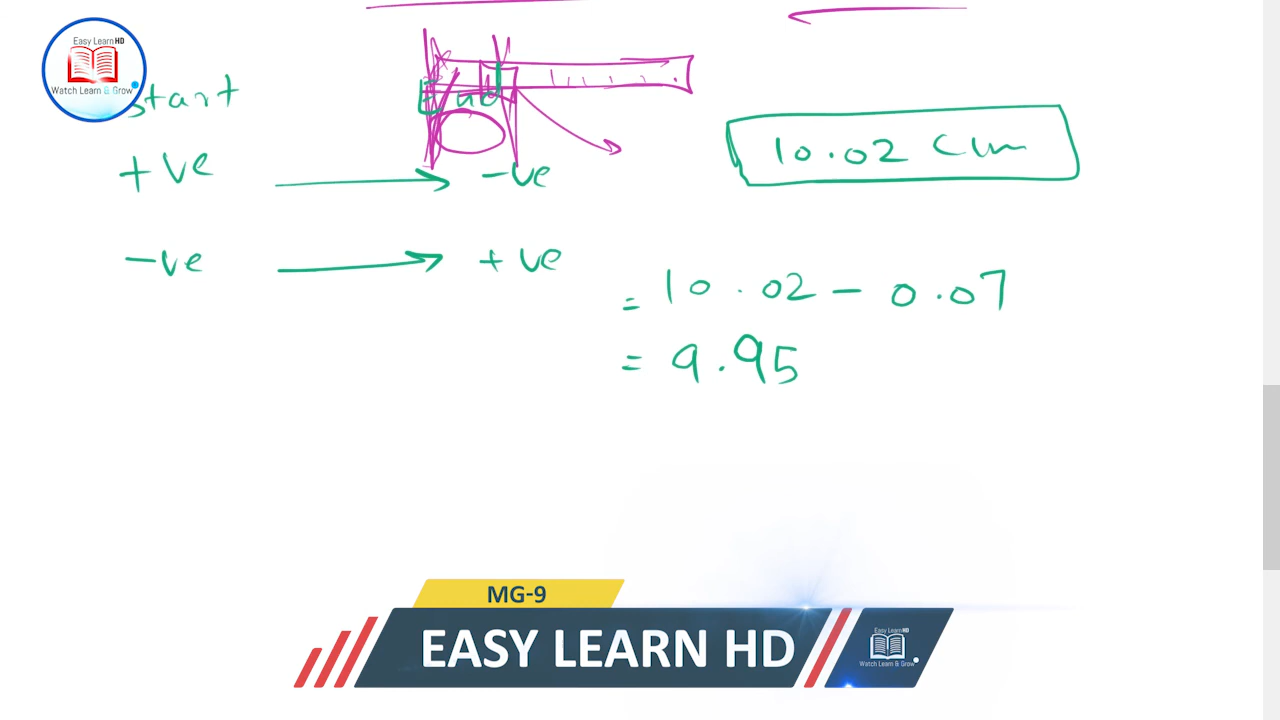 Easy Learn HD
Watch Learn & Grow
Start End
+ve -ve
-ve + ve
10.02 cm
= 10.02 - 0.07
= 9.95
MG-9
EASY LEARN HD
Easy Learn HD
Watch Learn & Grow